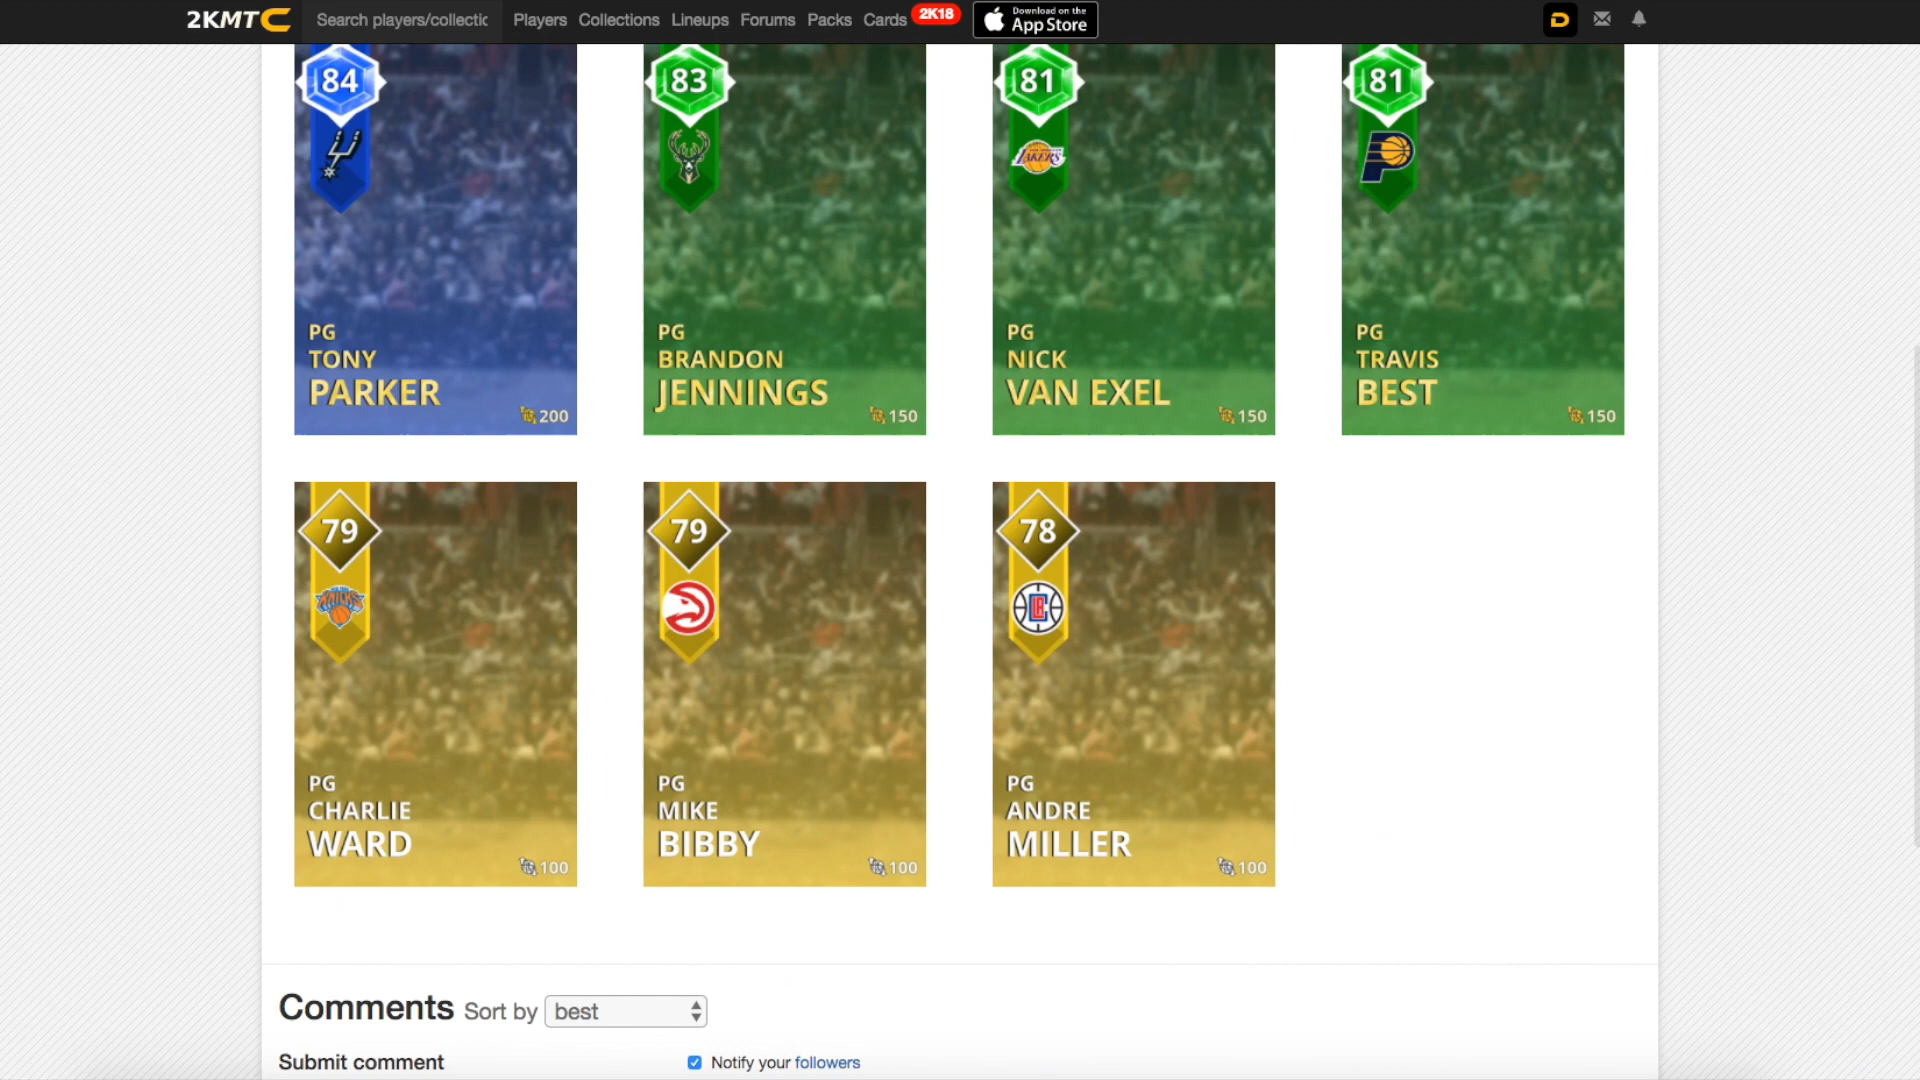 2KMTC
Search players/collectic
Players
Collections
Lineups
Forums
Packs
Cards
2K18
Download on the
App Store
84
PG
TONY
PARKER
200
83
PG
BRANDON
JENNINGS
150
81
LAKERS
PG
NICK
VAN EXEL
150
81
PG
TRAVIS
BEST
150
79
KNICKS
PG
CHARLIE
WARD
100
79
PG
MIKE
BIBBY
100
78
PG
ANDRE
MILLER
100
Comments
Sort by
best
Submit comment
Notify your followers